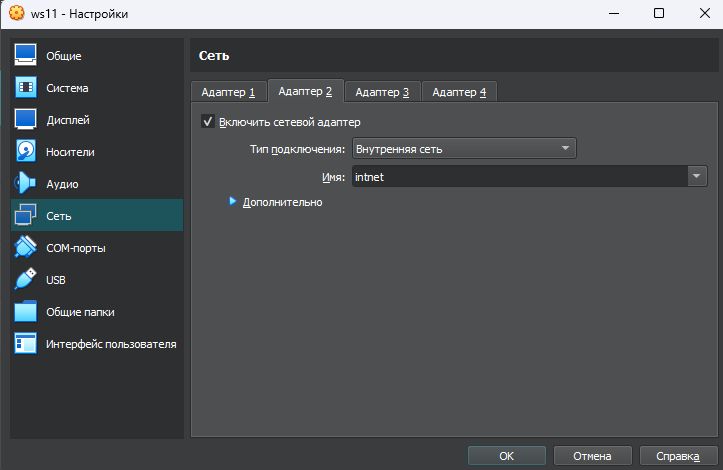 ws11 - Настройки
Общие
Система
Дисплей
Носители
Аудио
Сеть
COM-порты
USB
Общие папки
Интерфейс пользователя
Сеть
Адаптер 1 Адаптер 2 Адаптер 3 Адаптер 4
Включить сетевой адаптер
Тип подключения: Внутренняя сеть
Имя: intnet
Дополнительно
OK Отмена Справка